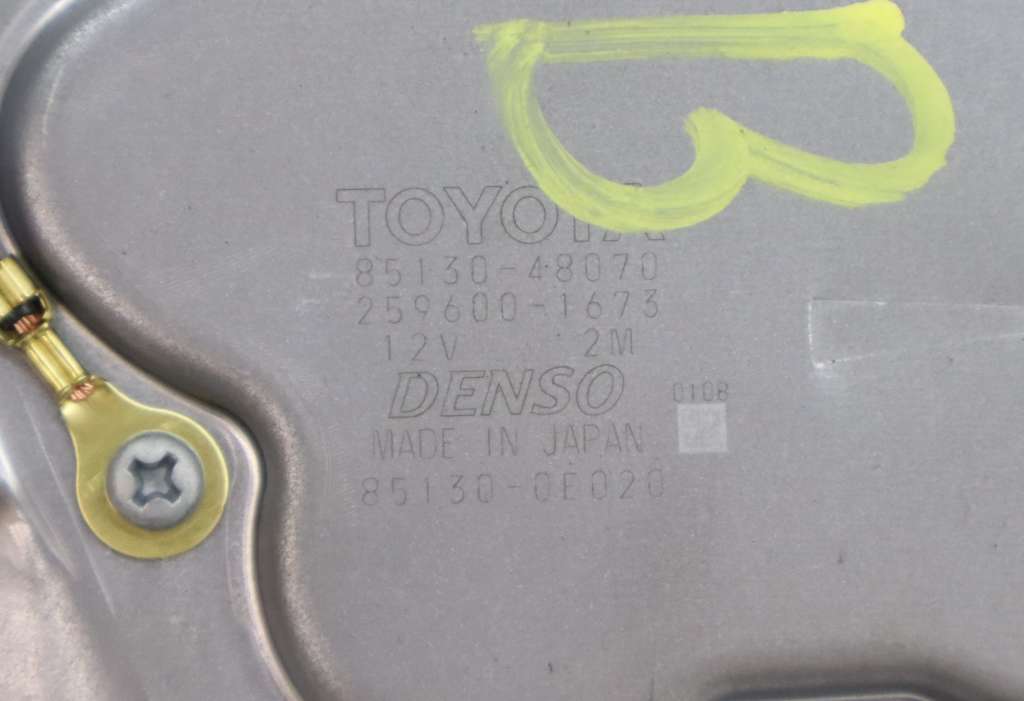 B
TOYOTA
85130-48070
259600-1673
12V 2M
DENSO
0108
MADE IN JAPAN
85130-0E020